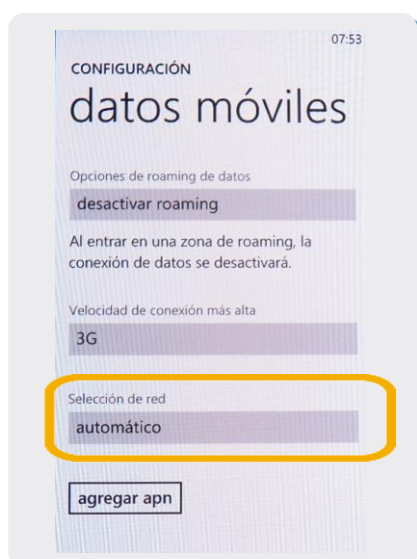 07:53
CONFIGURACIÓN
datos móviles
Opciones de roaming de datos
desactivar roaming
Al entrar en una zona de roaming, la
conexión de datos se desactivará.
Velocidad de conexión más alta
3G
Selección de red
automático
agregar apn